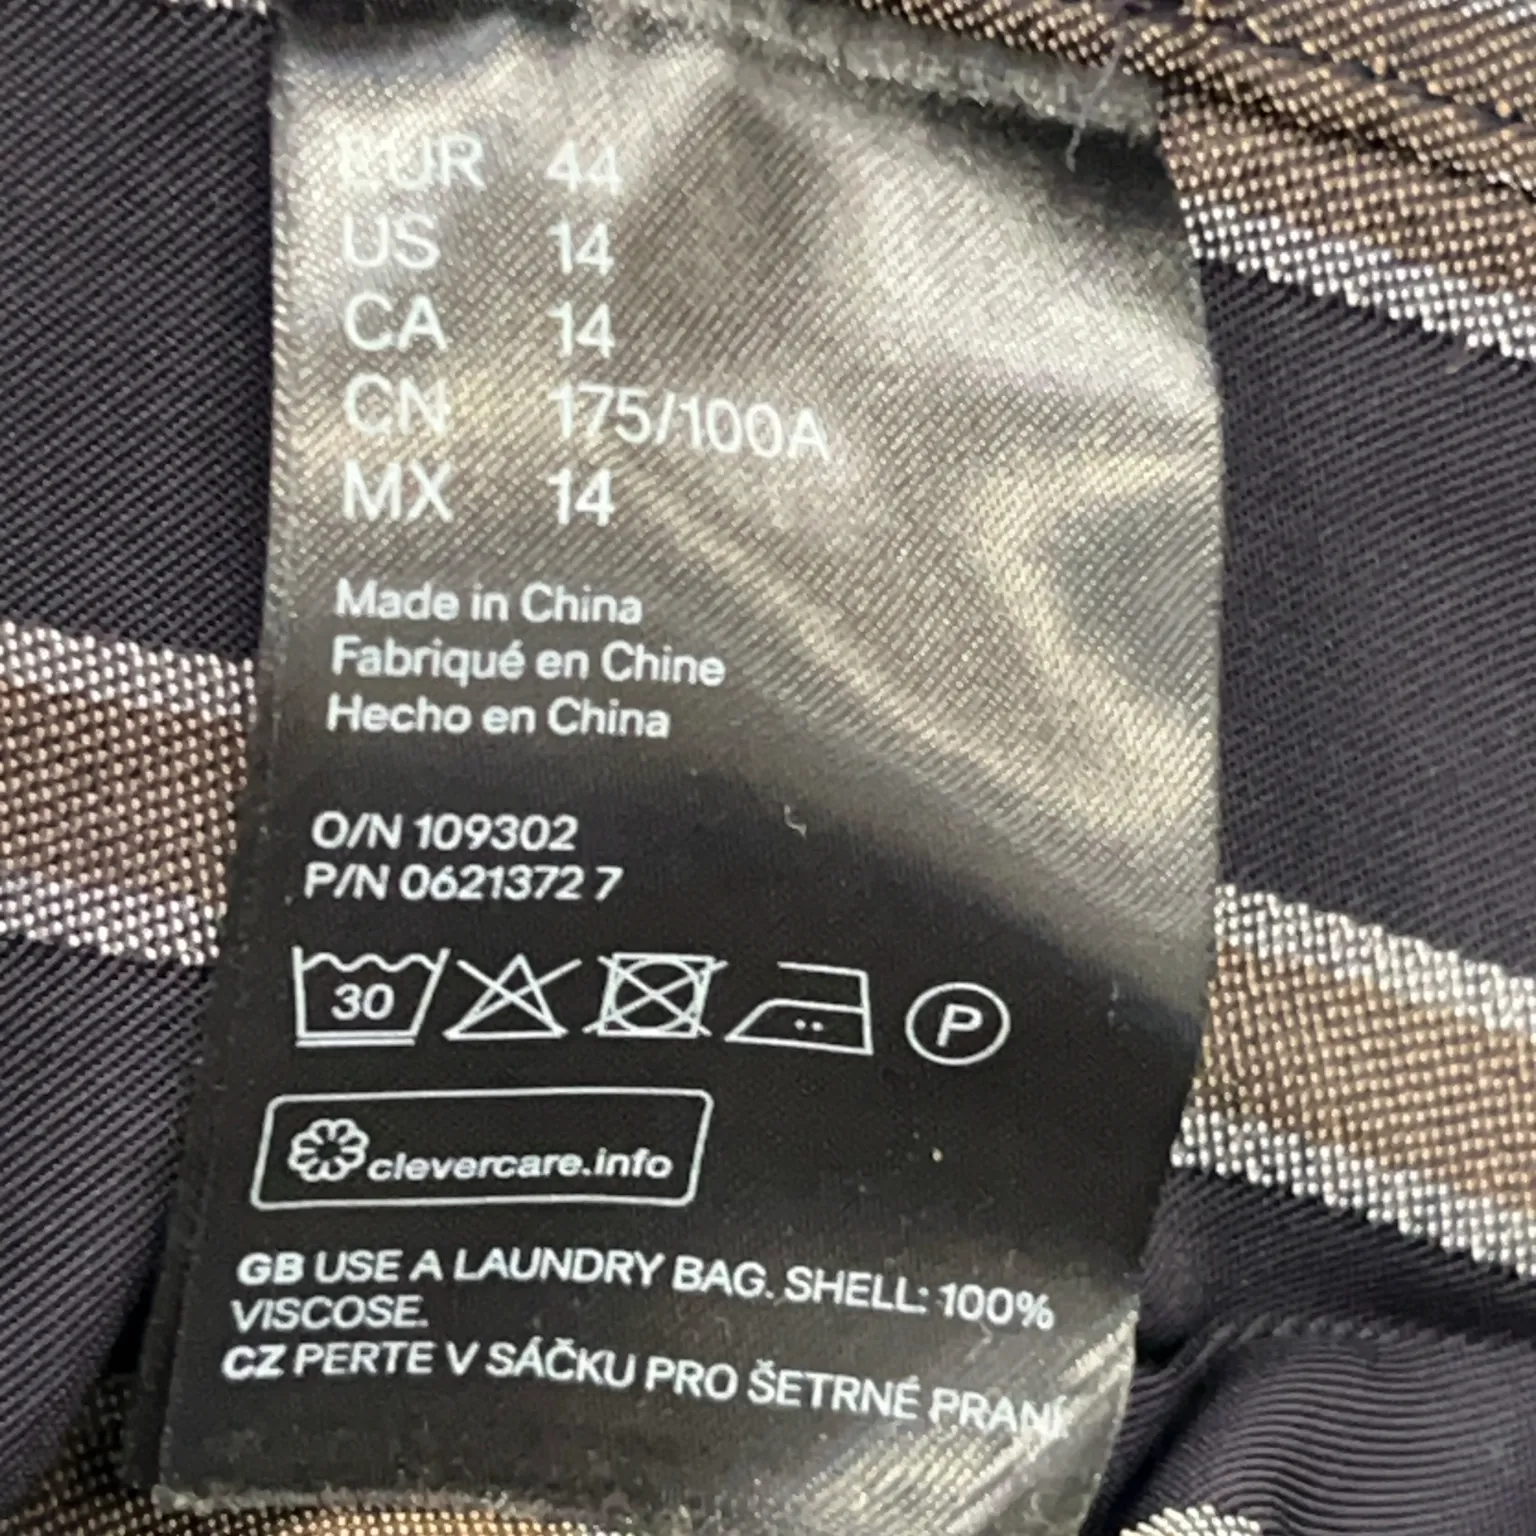 EUR 44
US 14
CA 14
CN 175/100A
MX 14
Made in China
Fabriqué en Chine
Hecho en China
O/N 109302
P/N 0621372 7
30
P
clevercare.info
GB USE A LAUNDRY BAG. SHELL: 100%
VISCOSE.
CZ PERTE V SÁČKU PRO ŠETRNÉ PRANÍ.